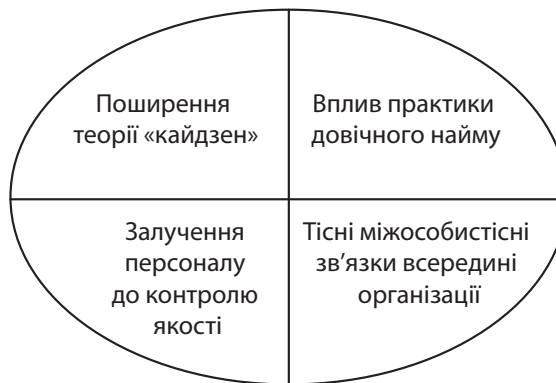 Поширення
теорії «кайдзен»
Вплив практики
довічного найму
Залучення
персоналу
до контролю
якості
Тісні міжособистісні
зв'язки всередині
організації